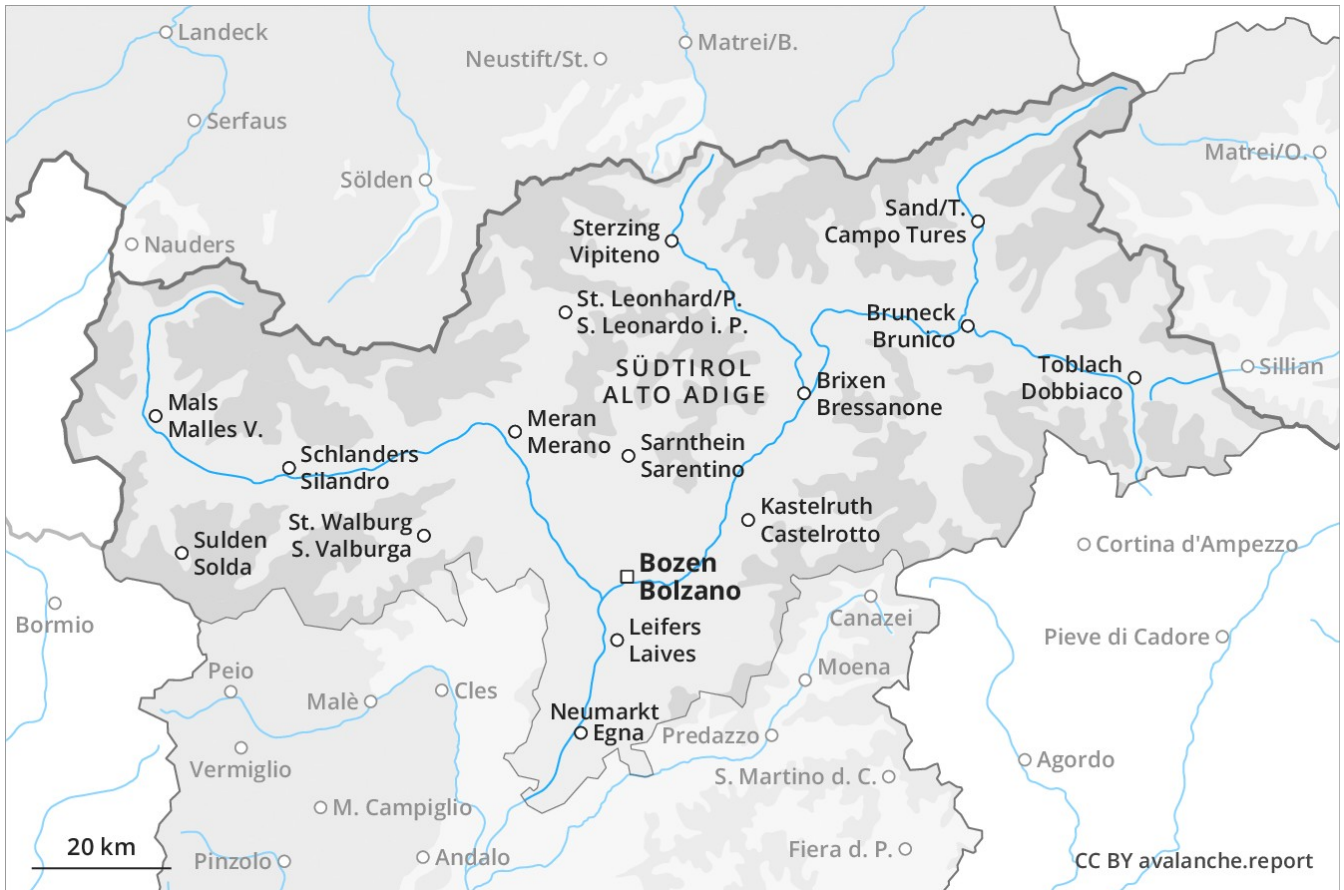 Landeck
Matrei/B.
Neustift/St.
Serfaus
Matrei/O.
Sölden
Sand/T.
Campo Tures
Sterzing
Vipiteno
Nauders
St. Leonhard/P.
S. Leonardo i. P.
Bruneck
Brunico
SÜDTIROL
ALTO ADIGE
Toblach
Dobbiaco
Sillian
Brixen
Bressanone
Mals
Malles V.
Meran
Merano
Sarnthein
Sarentino
Schlanders
Silandro
Kastelruth
Castelrotto
St. Walburg
S. Valburga
Sulden
Solda
Cortina d'Ampezzo
Bozen
Bolzano
Bormio
Canazei
Leifers
Laives
Pieve di Cadore
Peio
Moena
Malè
Cles
Neumarkt
Egna
Predazzo
Vermiglio
Agordo
S. Martino d. C.
M. Campiglio
20 km
Pinzolo
Andalo
Fiera d. P.
CC BY avalanche.report